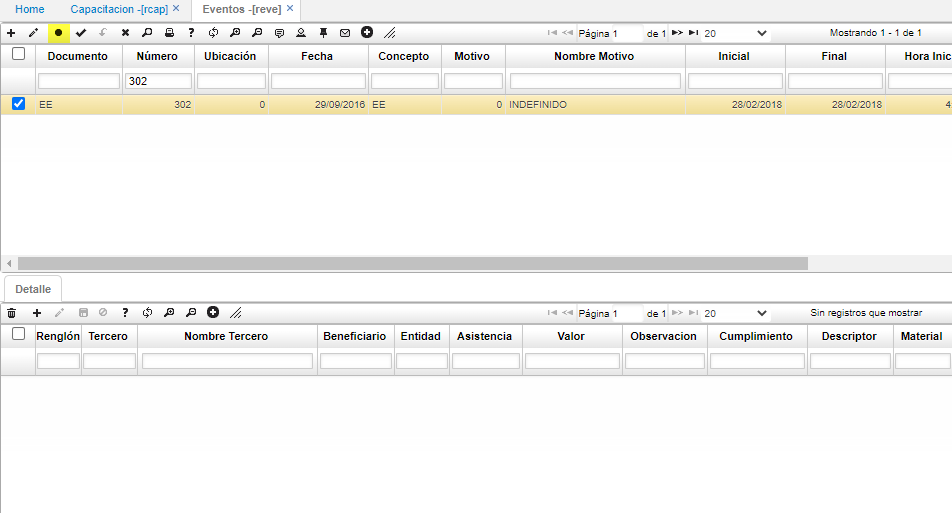 Home Capacitacion -[rcap] × Eventos -[reve] ×
Página 1 de 1 20 Mostrando 1 - 1 de 1
Documento Número Ubicación Fecha Concepto Motivo Nombre Motivo Inicial Final Hora Inic
302
EE 302 0 29/09/2016 EE 0 INDEFINIDO 28/02/2018 28/02/2018 4
Detalle
Página 1 de 1 20 Sin registros que mostrar
Renglón Tercero Nombre Tercero Beneficiario Entidad Asistencia Valor Observacion Cumplimiento Descriptor Material